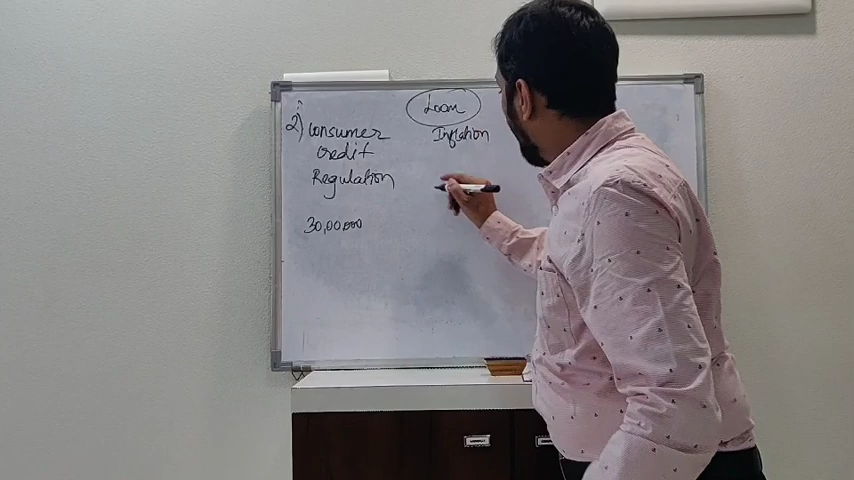 2) Consumer
credit
Regulation
30,00,000
Loan
Inflation